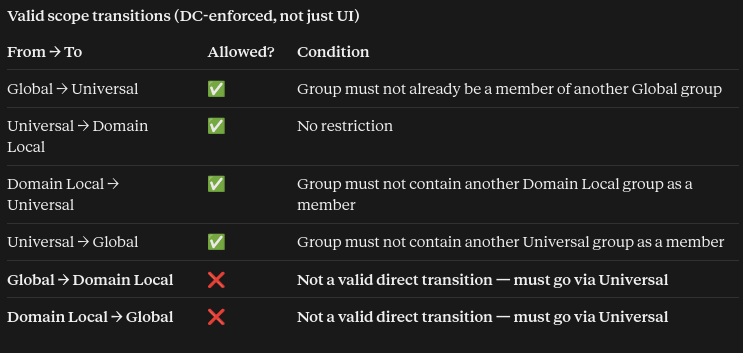 Valid scope transitions (DC-enforced, not just UI)
From → To Allowed? Condition
Global → Universal ✅ Group must not already be a member of another Global group
Universal → Domain ✅ No restriction
Local
Domain Local → ✅ Group must not contain another Domain Local group as a
Universal member
Universal → Global ✅ Group must not contain another Universal group as a member
Global → Domain Local ❌ Not a valid direct transition — must go via Universal
Domain Local → Global ❌ Not a valid direct transition — must go via Universal